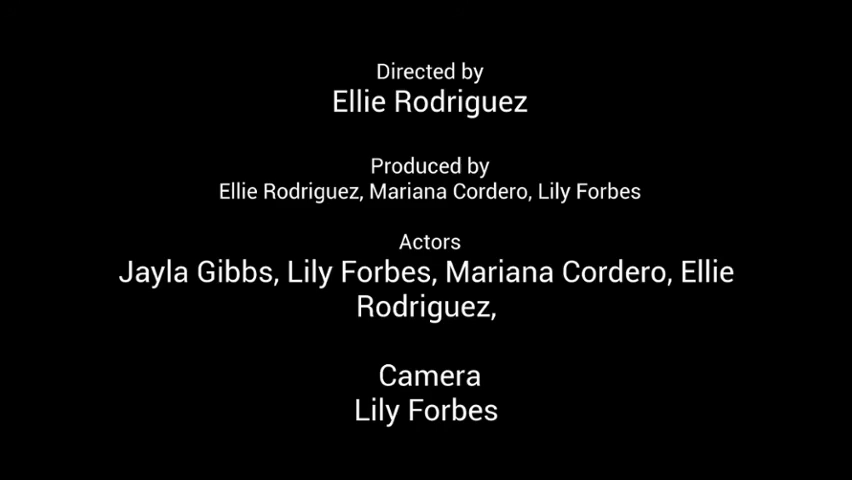 Directed by
Ellie Rodriguez
Produced by
Ellie Rodriguez, Mariana Cordero, Lily Forbes
Actors
Jayla Gibbs, Lily Forbes, Mariana Cordero, Ellie
Rodriguez,
Camera
Lily Forbes